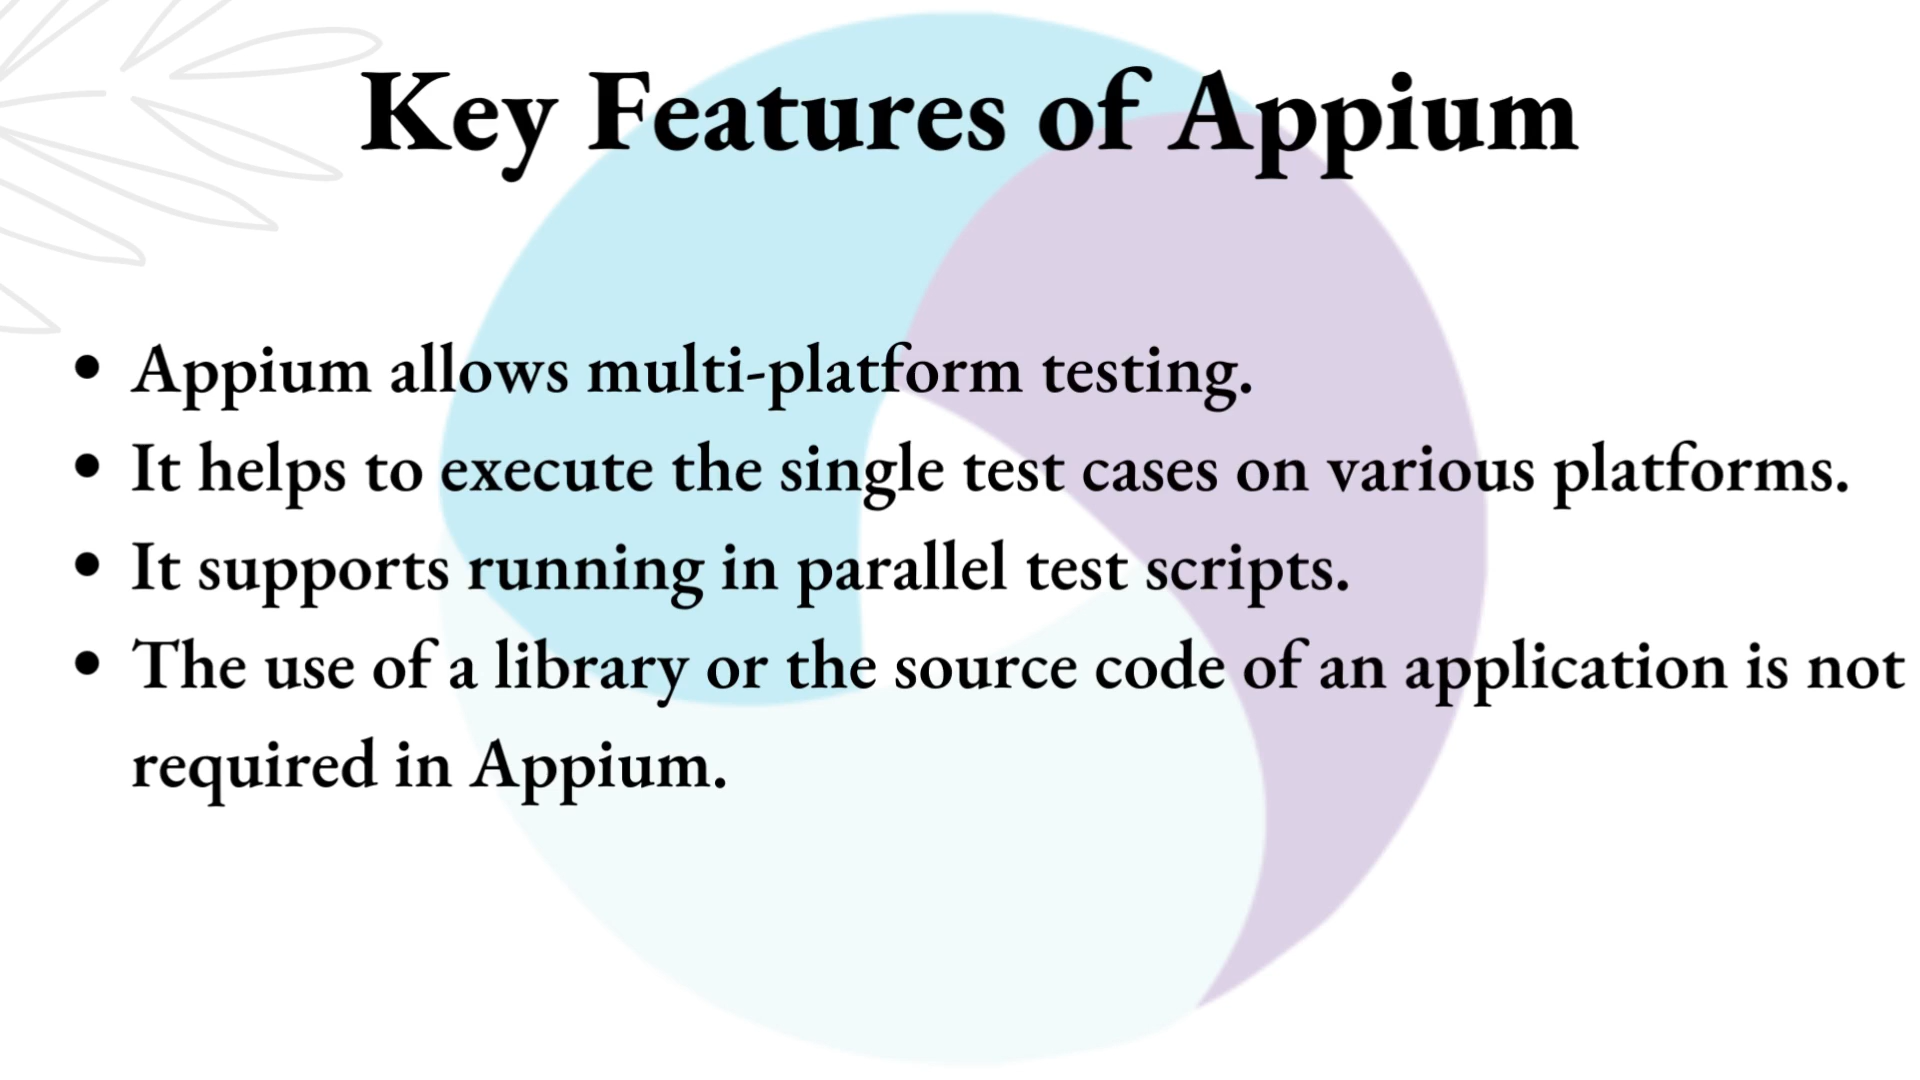 Key Features of Appium
• Appium allows multi-platform testing.
• It helps to execute the single test cases on various platforms.
• It supports running in parallel test scripts.
• The use of a library or the source code of an application is not
required in Appium.